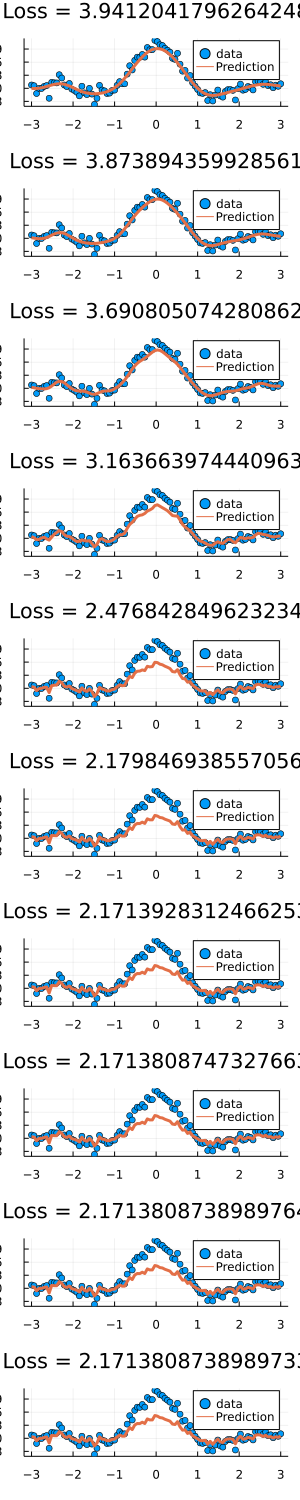 Loss = 3.941204179626424
data
Prediction
−3 −2 −1 0 1 2 3
Loss = 3.873894359928561
data
Prediction
−3 −2 −1 0 1 2 3
Loss = 3.690805074280862
data
Prediction
−3 −2 −1 0 1 2 3
Loss = 3.163663974440963
data
Prediction
−3 −2 −1 0 1 2 3
Loss = 2.476842849623234
data
Prediction
−3 −2 −1 0 1 2 3
Loss = 2.179846938557056
data
Prediction
−3 −2 −1 0 1 2 3
Loss = 2.171392831246625
data
Prediction
−3 −2 −1 0 1 2 3
Loss = 2.171380874732766
data
Prediction
−3 −2 −1 0 1 2 3
Loss = 2.171380873898976
data
Prediction
−3 −2 −1 0 1 2 3
Loss = 2.171380873898973
data
Prediction
−3 −2 −1 0 1 2 3